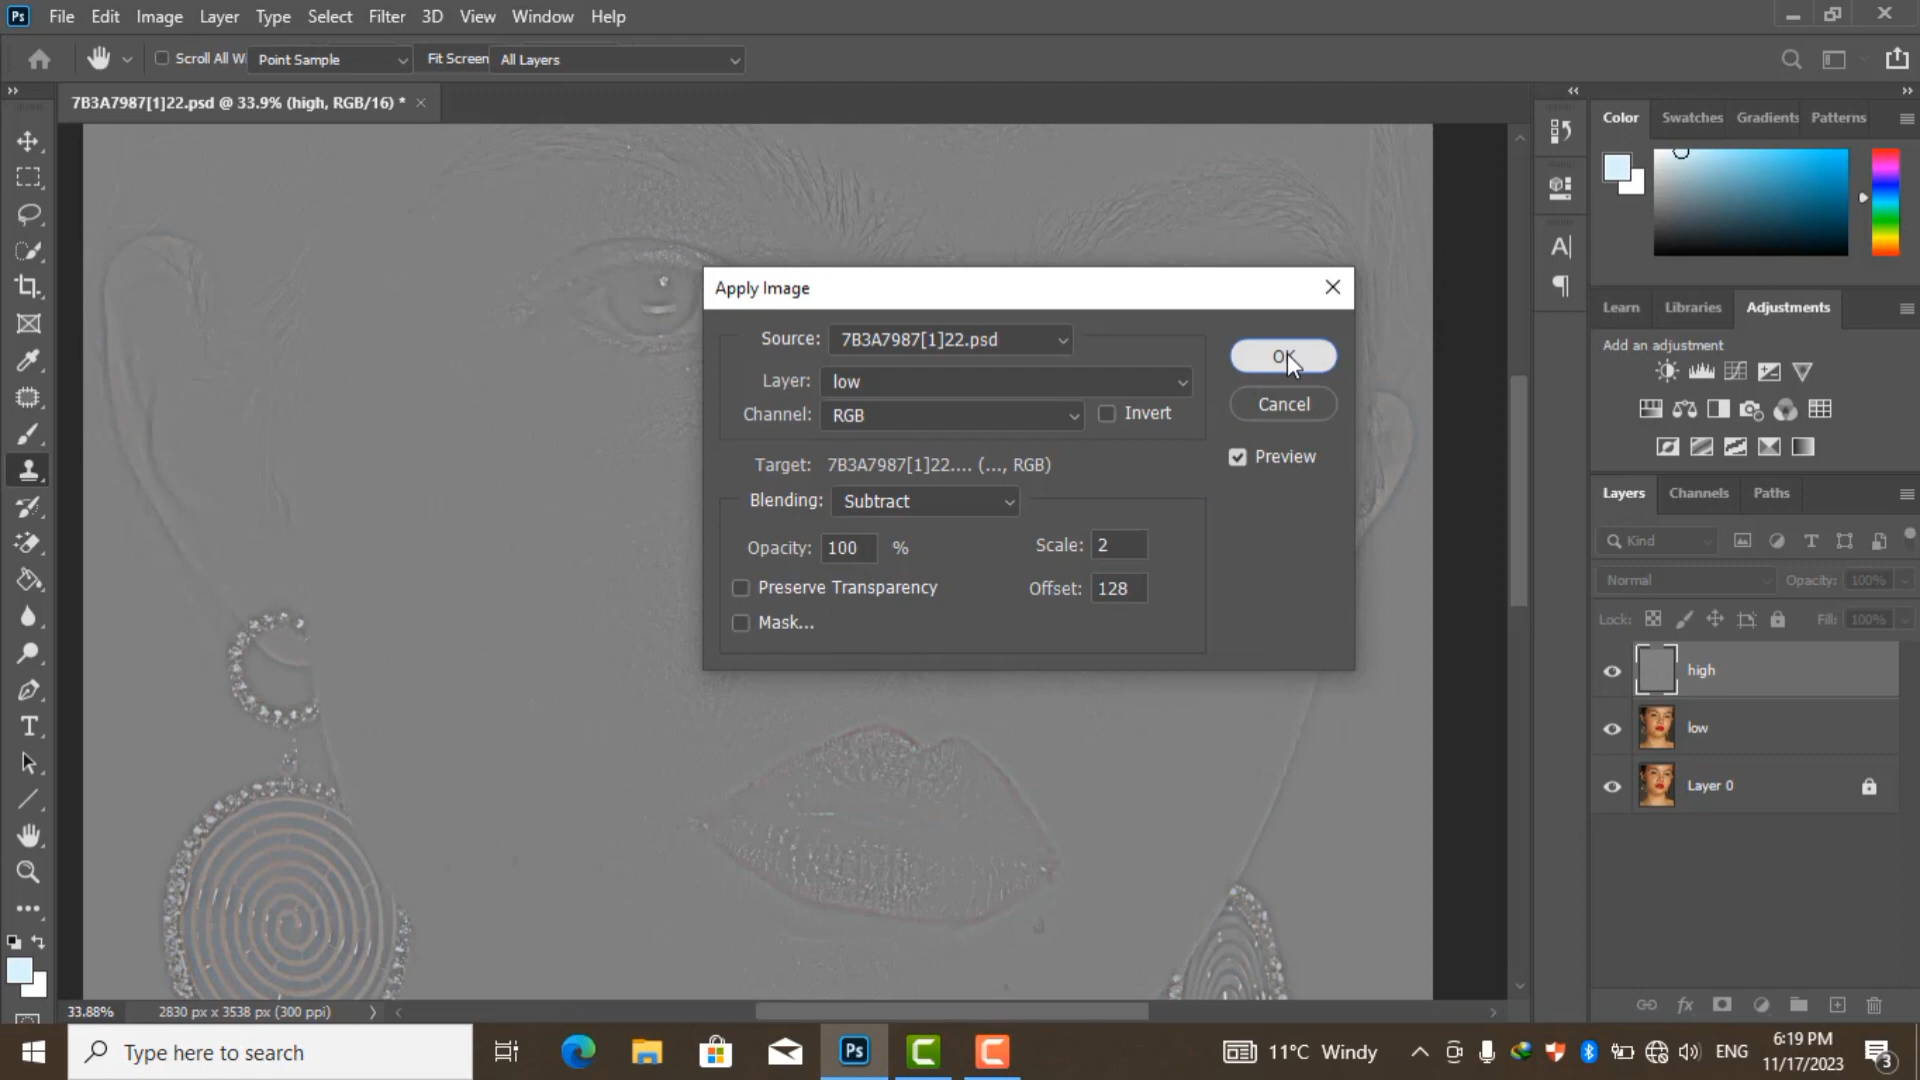 Ps File Edit Image Layer Type Select Filter 3D View Window Help
Scroll All W Point Sample Fit Screen All Layers
7B3A7987[1]22.psd @ 33.9% (high, RGB/16) * ×
Color Swatches Gradients Patterns
Apply Image
Source: 7B3A7987[1]22.psd
OK
Layer: low
Cancel
Channel: RGB Invert
Preview
Target: 7B3A7987[1]22.... (..., RGB)
Blending: Subtract
Opacity: 100 % Scale: 2
Preserve Transparency Offset: 128
Mask...
Learn Libraries Adjustments
Add an adjustment
Layers Channels Paths
Kind
Normal Opacity: 100%
Lock: Fill: 100%
high
low
Layer 0
33.88% 2830 px x 3538 px (300 ppi)
Type here to search
Ps
11°C Windy
ENG
6:19 PM
11/17/2023
3